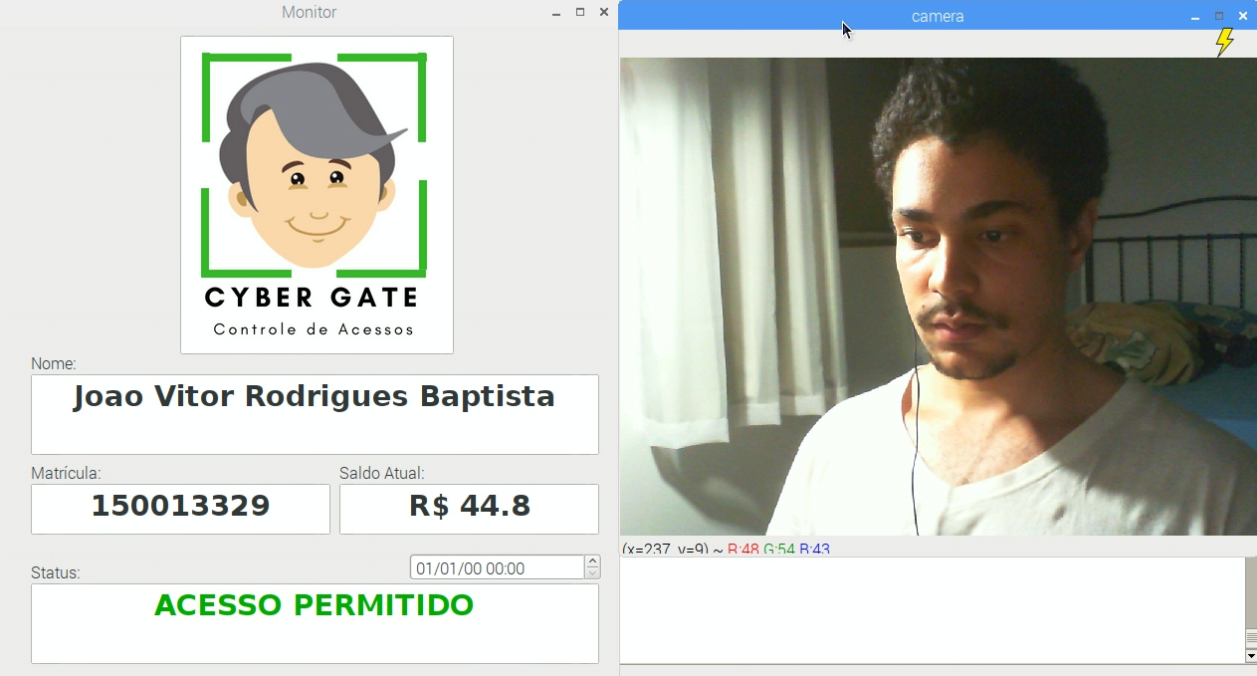 Monitor
CYBER GATE
Controle de Acessos
Nome:
Joao Vitor Rodrigues Baptista
Matrícula:
150013329
Saldo Atual:
R$ 44.8
01/01/00 00:00
Status:
ACESSO PERMITIDO
camera
(x=237, y=9) ~ R:48 G:54 B:43